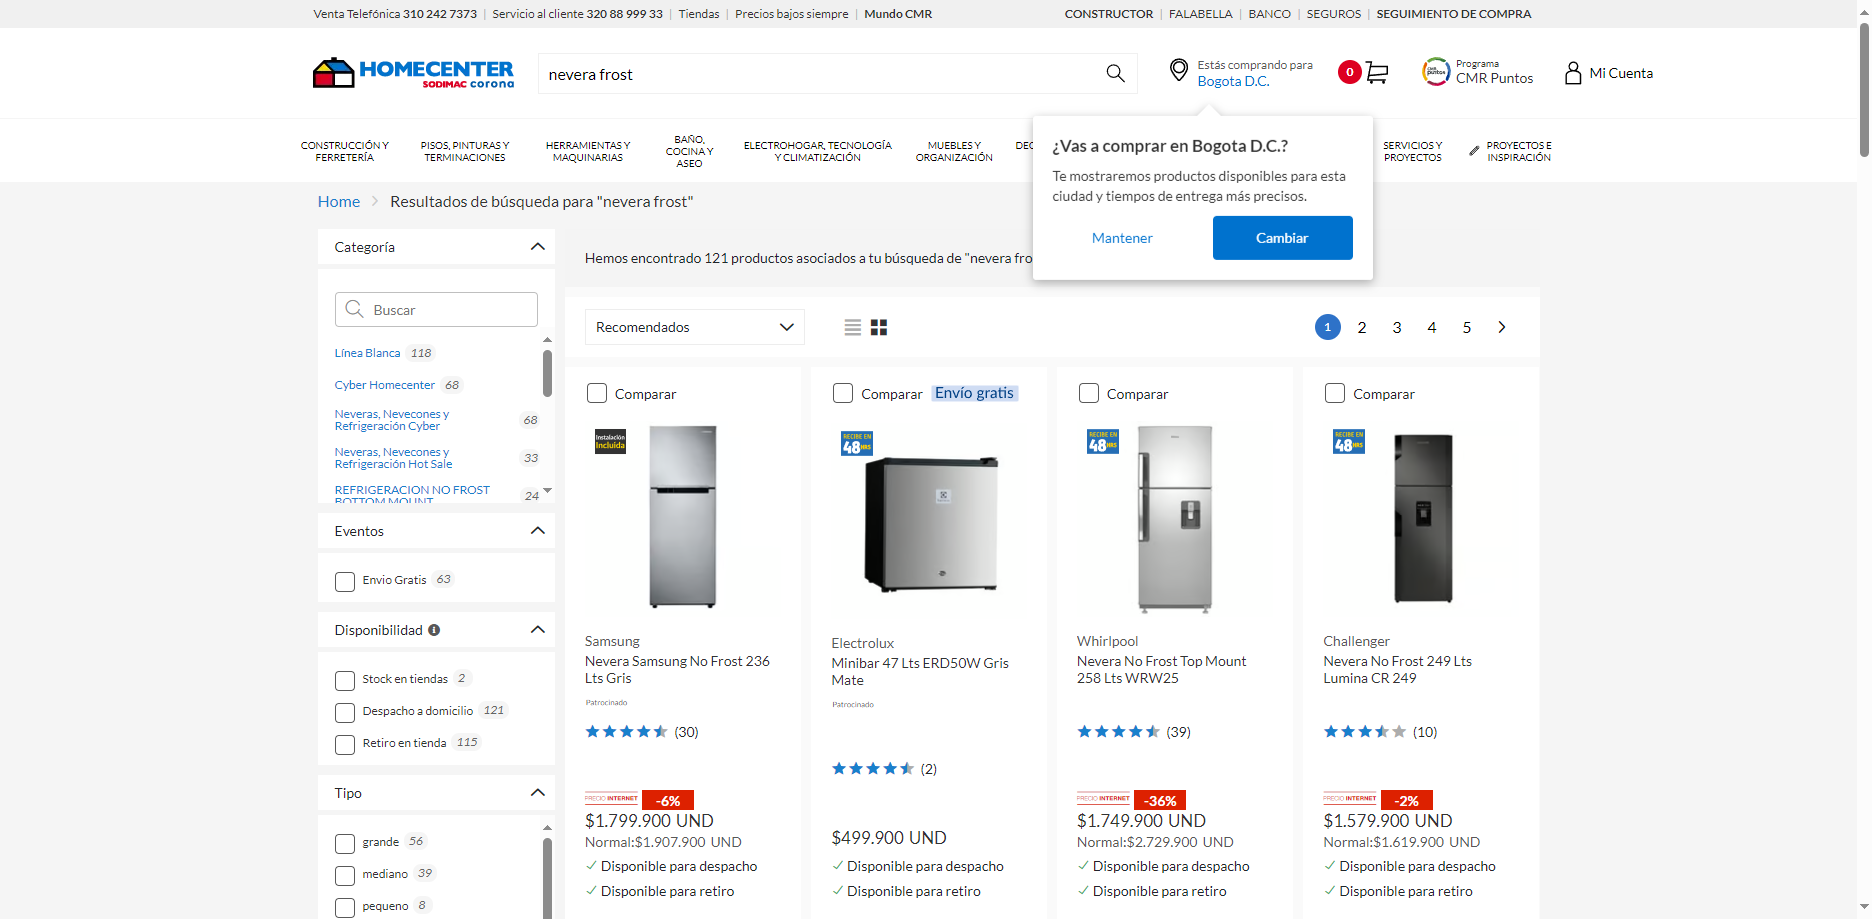 Venta Telefónica 310 242 7373 | Servicio al cliente 320 88 999 33 | Tiendas | Precios bajos siempre | Mundo CMR
CONSTRUCTOR | FALABELLA | BANCO | SEGUROS | SEGUIMIENTO DE COMPRA
HOMECENTER
SODIMAC corona
nevera frost
Estás comprando para
Bogota D.C.
0
Programa
CMR Puntos
Mi Cuenta
CONSTRUCCIÓN Y
FERRETERÍA
PISOS, PINTURAS Y
TERMINACIONES
HERRAMIENTAS Y
MAQUINARIAS
BAÑO,
COCINA Y
ASEO
ELECTROHOGAR, TECNOLOGÍA
Y CLIMATIZACIÓN
MUEBLES Y
ORGANIZACIÓN
SERVICIOS Y
PROYECTOS
PROYECTOS E
INSPIRACIÓN
¿Vas a comprar en Bogota D.C.?
Te mostraremos productos disponibles para esta
ciudad y tiempos de entrega más precisos.
Mantener
Cambiar
Home > Resultados de búsqueda para "nevera frost"
Categoría
Buscar
Línea Blanca 118
Cyber Homecenter 68
Neveras, Nevecones y
Refrigeración Cyber 68
Neveras, Nevecones y
Refrigeración Hot Sale 33
REFRIGERACION NO FROST
BOTTOM MOUNT 24
Eventos
Envio Gratis 63
Disponibilidad
Stock en tiendas 2
Despacho a domicilio 121
Retiro en tienda 115
Tipo
grande 56
mediano 39
pequeno 8
Hemos encontrado 121 productos asociados a tu búsqueda de "nevera fro
Recomendados
1 2 3 4 5
Comparar
Instalación
Incluida
Samsung
Nevera Samsung No Frost 236
Lts Gris
Patrocinado
(30)
PRECIO INTERNET -6%
$1.799.900 UND
Normal:$1.907.900 UND
Disponible para despacho
Disponible para retiro
Comparar Envío gratis
RECIBE EN
48 HRS
Electrolux
Minibar 47 Lts ERD50W Gris
Mate
Patrocinado
(2)
$499.900 UND
Disponible para despacho
Disponible para retiro
Comparar
RECIBE EN
48 HRS
Whirlpool
Nevera No Frost Top Mount
258 Lts WRW25
(39)
PRECIO INTERNET -36%
$1.749.900 UND
Normal:$2.729.900 UND
Disponible para despacho
Disponible para retiro
Comparar
RECIBE EN
48 HRS
Challenger
Nevera No Frost 249 Lts
Lumina CR 249
(10)
PRECIO INTERNET -2%
$1.579.900 UND
Normal:$1.619.900 UND
Disponible para despacho
Disponible para retiro